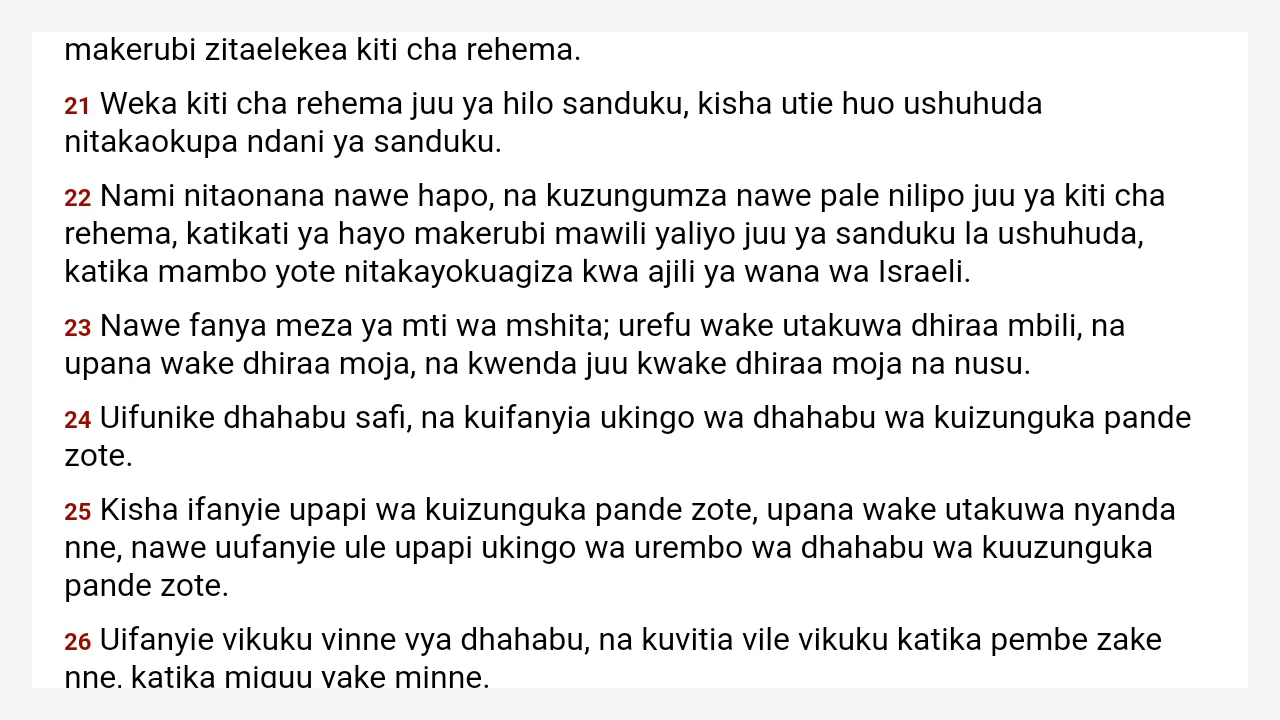 makerubi zitaelekea kiti cha rehema.
21 Weka kiti cha rehema juu ya hilo sanduku, kisha utie huo ushuhuda
nitakaokupa ndani ya sanduku.
22 Nami nitaonana nawe hapo, na kuzungumza nawe pale nilipo juu ya kiti cha
rehema, katikati ya hayo makerubi mawili yaliyo juu ya sanduku la ushuhuda,
katika mambo yote nitakayokuagiza kwa ajili ya wana wa Israeli.
23 Nawe fanya meza ya mti wa mshita; urefu wake utakuwa dhiraa mbili, na
upana wake dhiraa moja, na kwenda juu kwake dhiraa moja na nusu.
24 Uifunike dhahabu safi, na kuifanyia ukingo wa dhahabu wa kuizunguka pande
zote.
25 Kisha ifanyie upapi wa kuizunguka pande zote, upana wake utakuwa nyanda
nne, nawe uufanyie ule upapi ukingo wa urembo wa dhahabu wa kuuzunguka
pande zote.
26 Uifanyie vikuku vinne vya dhahabu, na kuvitia vile vikuku katika pembe zake
nne, katika miguu yake minne.